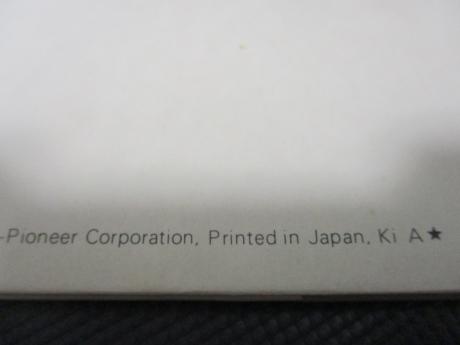 -Pioneer Corporation, Printed in Japan, Ki A★